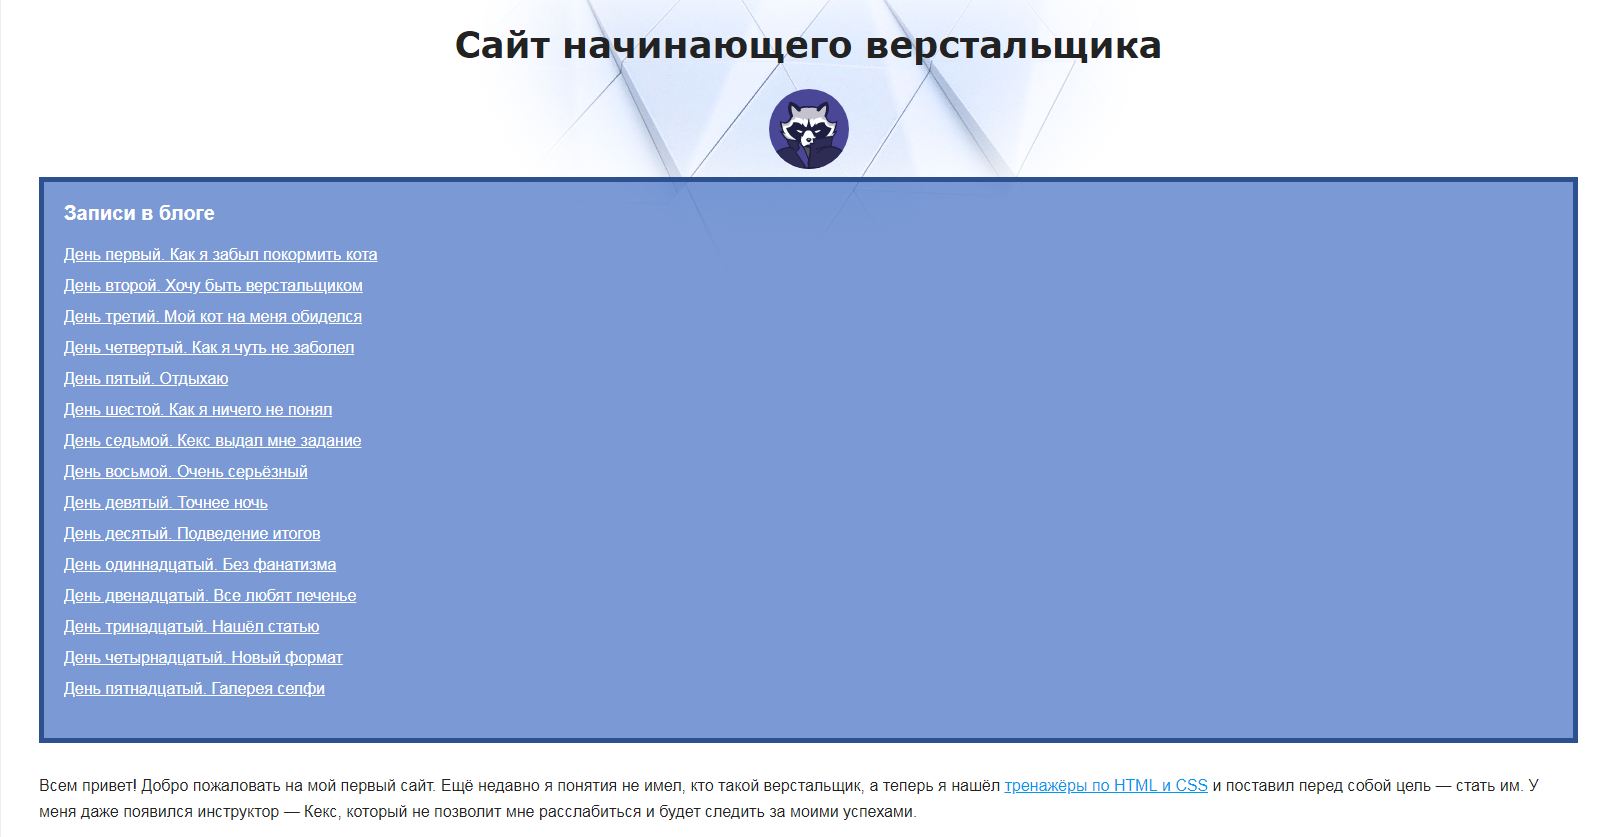 Сайт начинающего верстальщика
Записи в блоге
День первый. Как я забыл покормить кота
День второй. Хочу быть верстальщиком
День третий. Мой кот на меня обиделся
День четвертый. Как я чуть не заболел
День пятый. Отдыхаю
День шестой. Как я ничего не понял
День седьмой. Кекс выдал мне задание
День восьмой. Очень серьёзный
День девятый. Точнее ночь
День десятый. Подведение итогов
День одиннадцатый. Без фанатизма
День двенадцатый. Все любят печенье
День тринадцатый. Нашёл статью
День четырнадцатый. Новый формат
День пятнадцатый. Галерея селфи
Всем привет! Добро пожаловать на мой первый сайт. Ещё недавно я понятия не имел, кто такой верстальщик, а теперь я нашёл тренажёры по HTML и CSS и поставил перед собой цель — стать им. У
меня даже появился инструктор — Кекс, который не позволит мне расслабиться и будет следить за моими успехами.